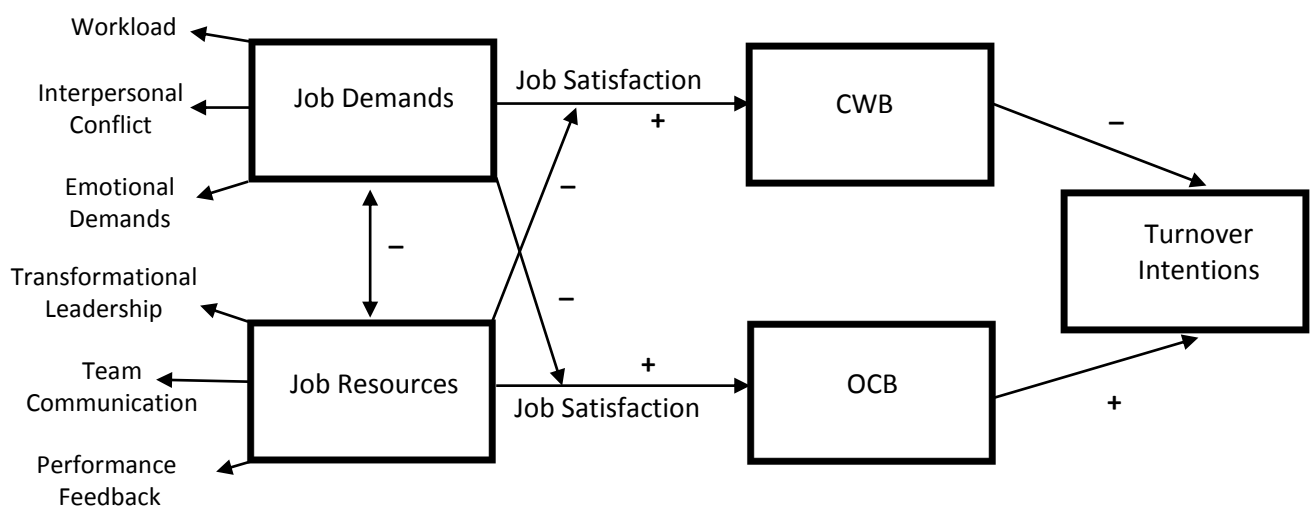 Workload
Interpersonal
Conflict
Emotional
Demands
Transformational
Leadership
Team
Communication
Performance
Feedback
Job Demands
–
Job Resources
Job Satisfaction
+
–
–
+
Job Satisfaction
CWB
OCB
–
+
Turnover
Intentions